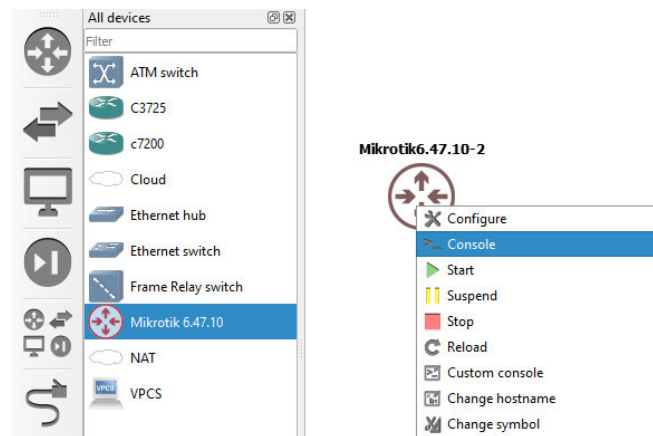 All devices
Filter
ATM switch
C3725
c7200
Cloud
Ethernet hub
Ethernet switch
Frame Relay switch
Mikrotik 6.47.10
NAT
VPCS
VPCS
Mikrotik6.47.10-2
Configure
Console
Start
Suspend
Stop
Reload
Custom console
Change hostname
Change symbol